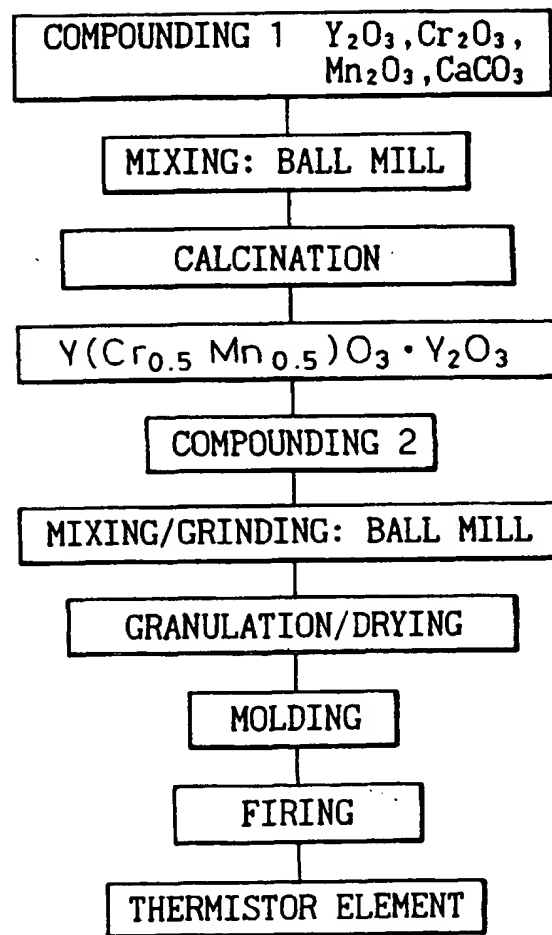 COMPOUNDING 1 Y₂O₃,Cr₂O₃,
Mn₂O₃,CaCO₃
MIXING: BALL MILL
CALCINATION
Y(Cr₀.₅ Mn₀.₅)O₃・Y₂O₃
COMPOUNDING 2
MIXING/GRINDING: BALL MILL
GRANULATION/DRYING
MOLDING
FIRING
THERMISTOR ELEMENT